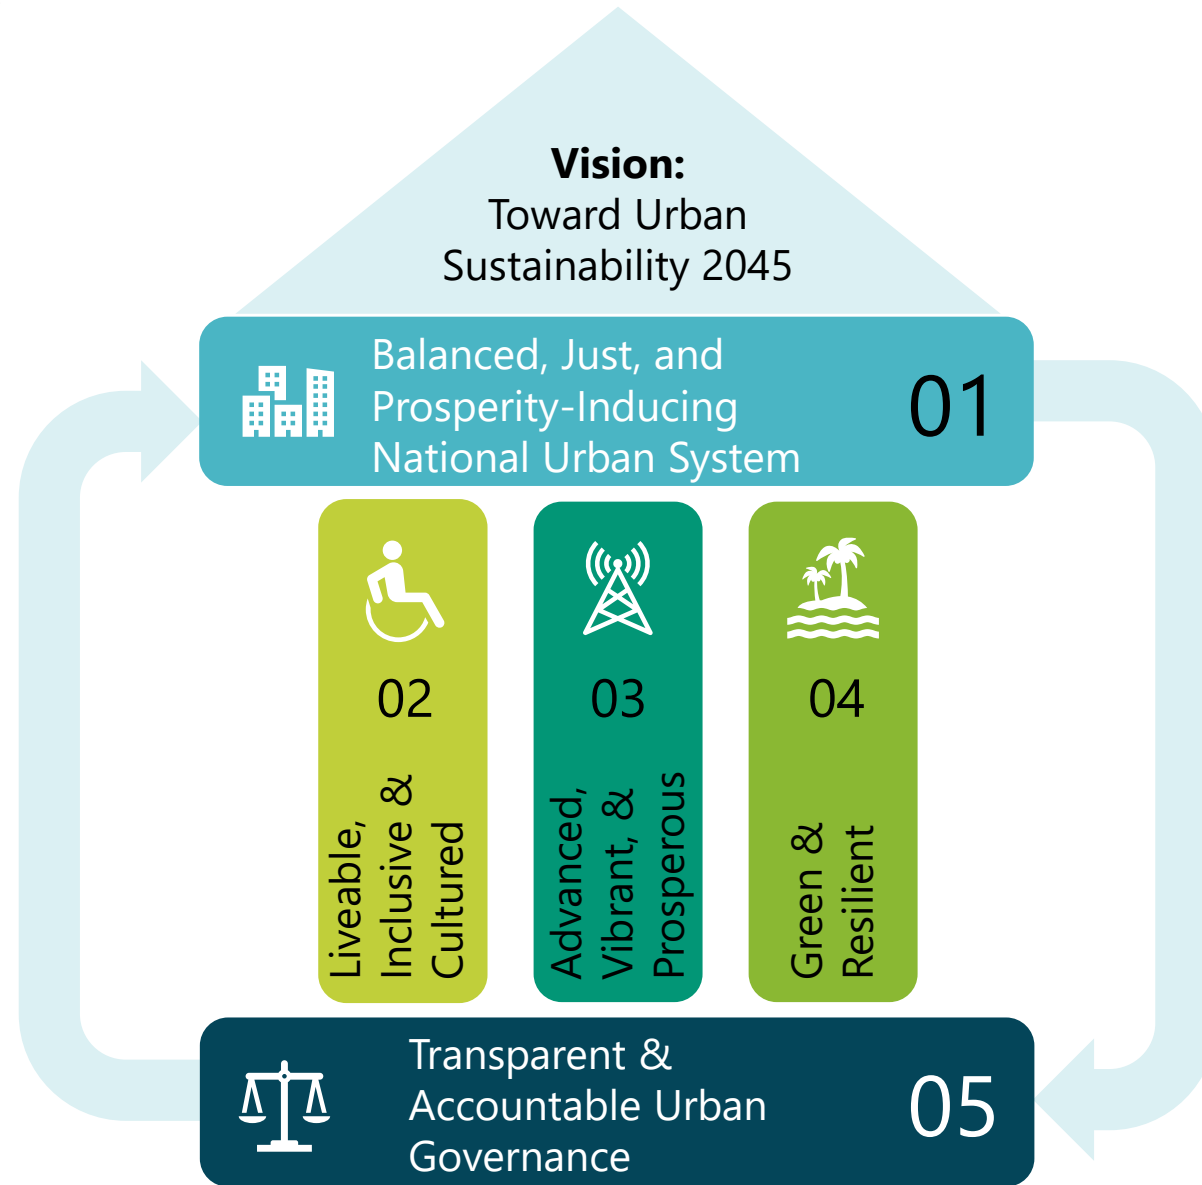 Vision:
Toward Urban
Sustainability 2045
Balanced, Just, and
Prosperity-Inducing
National Urban System
01
02
Liveable,
Inclusive &
Cultured
03
Advanced,
Vibrant, &
Prosperous
04
Green &
Resilient
Transparent &
Accountable Urban
Governance
05